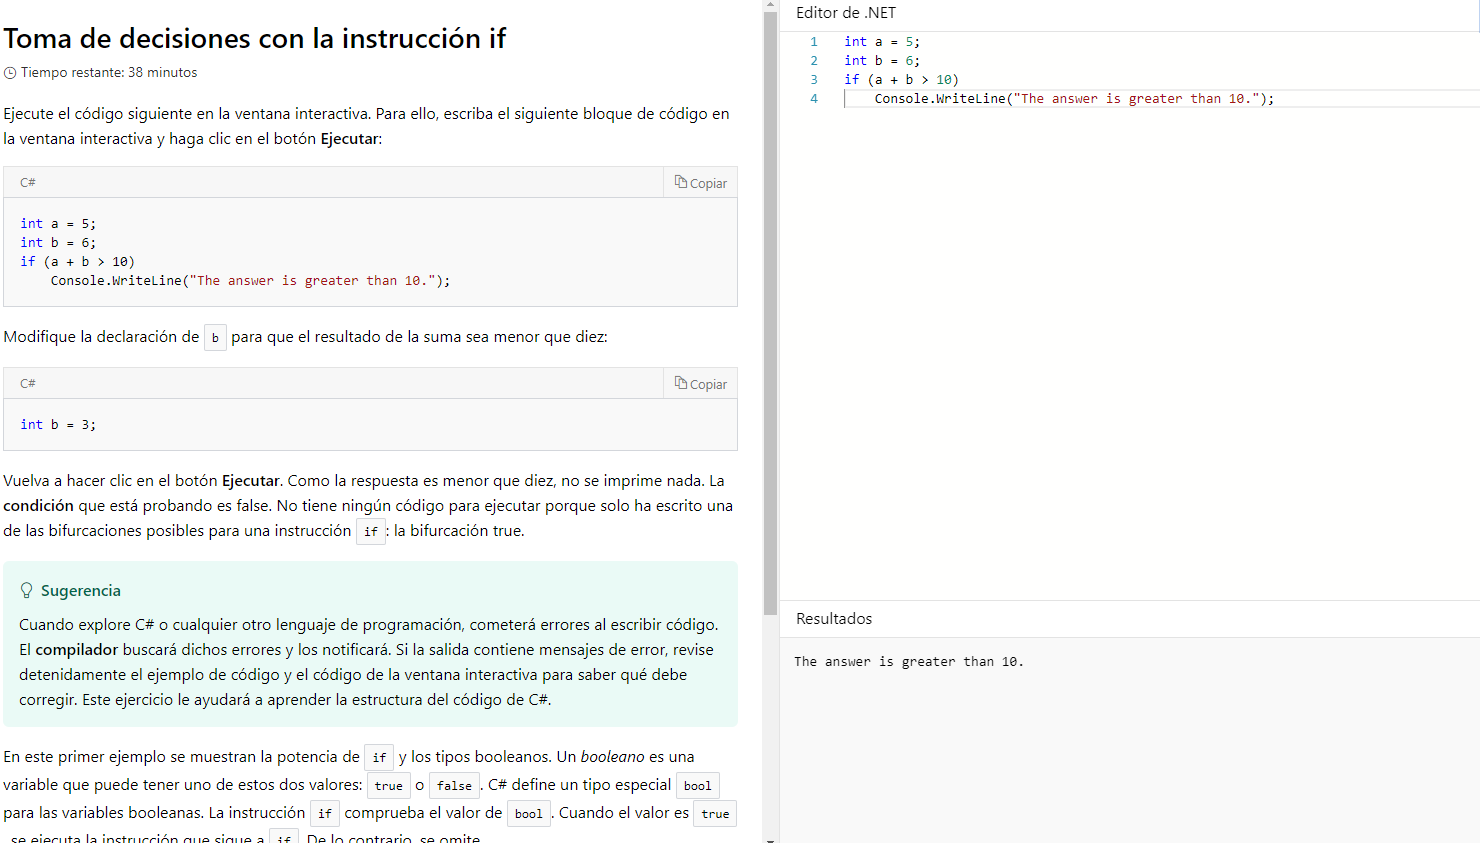 Toma de decisiones con la instrucción if
Tiempo restante: 38 minutos
Ejecute el código siguiente en la ventana interactiva. Para ello, escriba el siguiente bloque de código en
la ventana interactiva y haga clic en el botón Ejecutar:
C#
Copiar
int a = 5;
int b = 6;
if (a + b > 10)
    Console.WriteLine("The answer is greater than 10.");
Modifique la declaración de b para que el resultado de la suma sea menor que diez:
C#
Copiar
int b = 3;
Vuelva a hacer clic en el botón Ejecutar. Como la respuesta es menor que diez, no se imprime nada. La
condición que está probando es false. No tiene ningún código para ejecutar porque solo ha escrito una
de las bifurcaciones posibles para una instrucción if : la bifurcación true.
Sugerencia
Cuando explore C# o cualquier otro lenguaje de programación, cometerá errores al escribir código.
El compilador buscará dichos errores y los notificará. Si la salida contiene mensajes de error, revise
detenidamente el ejemplo de código y el código de la ventana interactiva para saber qué debe
corregir. Este ejercicio le ayudará a aprender la estructura del código de C#.
En este primer ejemplo se muestran la potencia de if y los tipos booleanos. Un booleano es una
variable que puede tener uno de estos dos valores: true o false . C# define un tipo especial bool
para las variables booleanas. La instrucción if comprueba el valor de bool . Cuando el valor es true
, se ejecuta la instrucción que sigue a if . De lo contrario, se omite.
Editor de .NET
1 int a = 5;
2 int b = 6;
3 if (a + b > 10)
4     Console.WriteLine("The answer is greater than 10.");
Resultados
The answer is greater than 10.